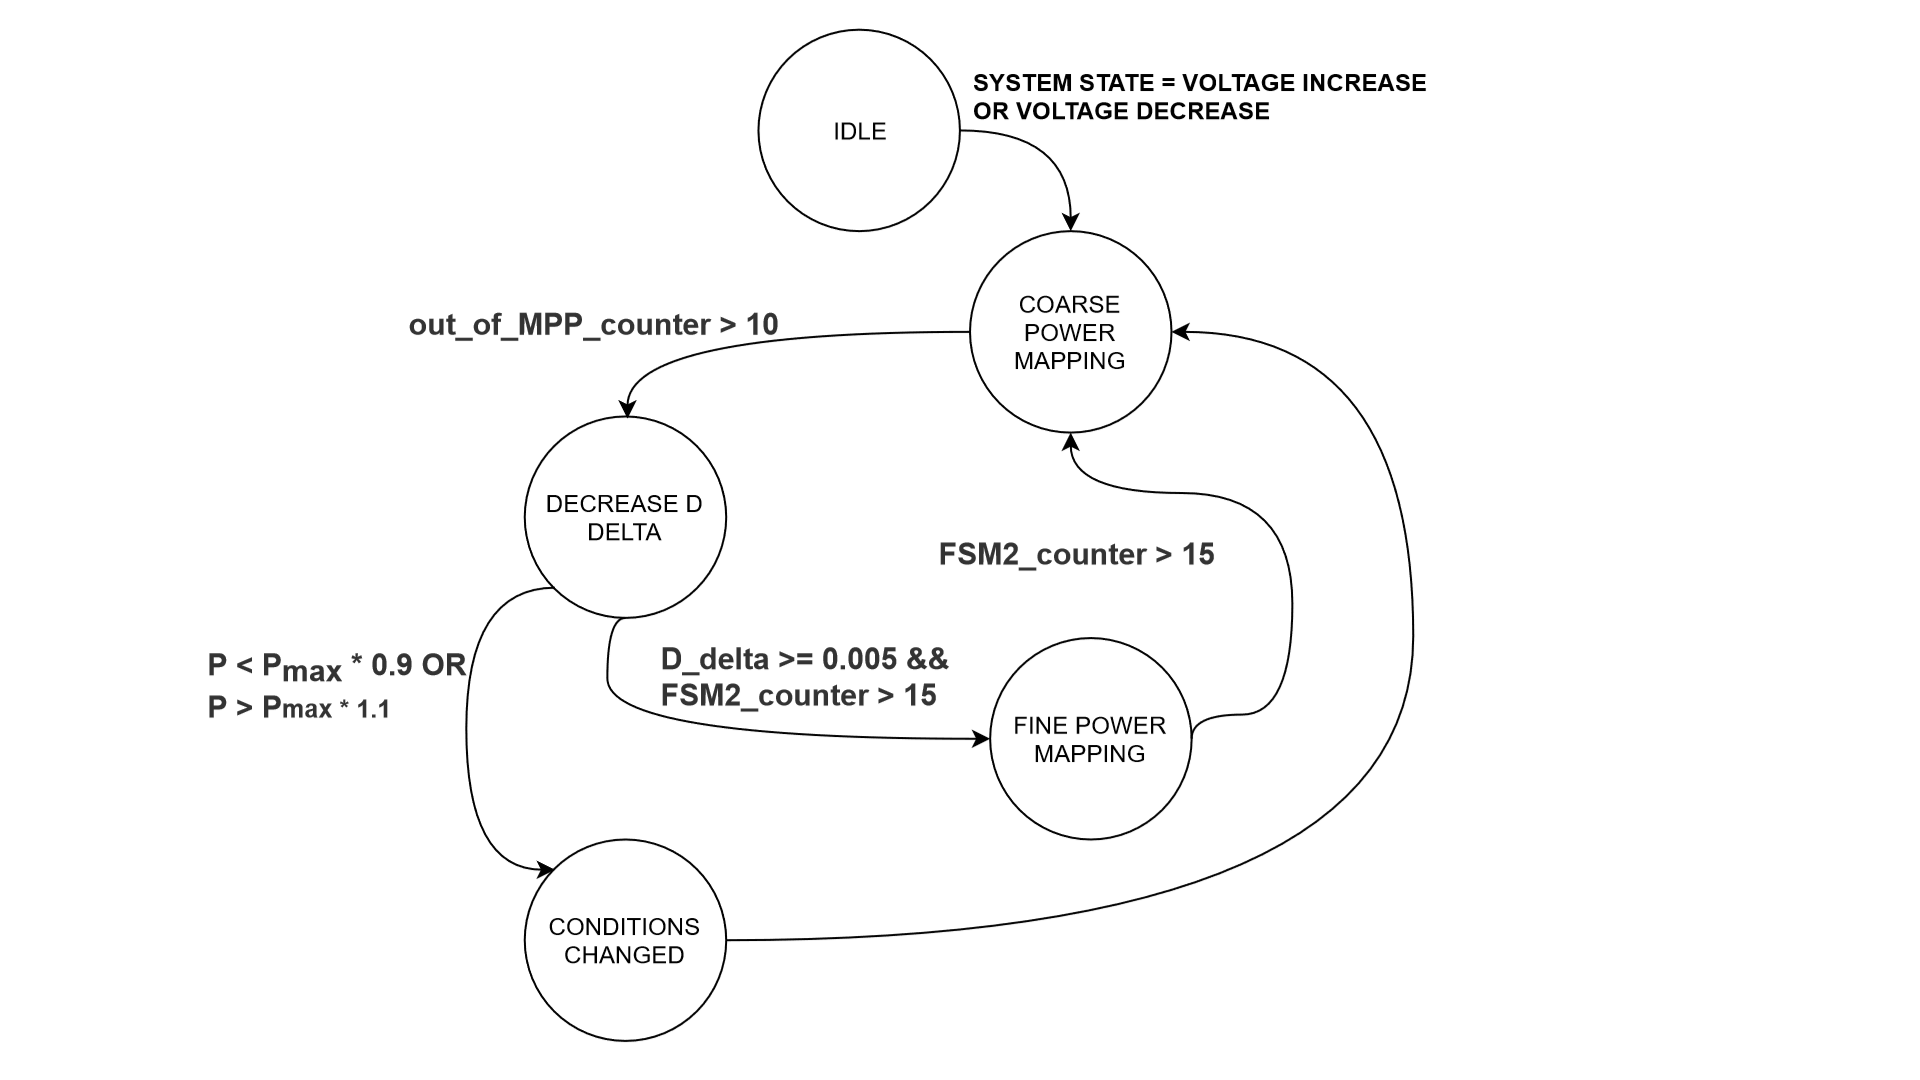 IDLE
SYSTEM STATE = VOLTAGE INCREASE
OR VOLTAGE DECREASE
COARSE
POWER
MAPPING
out_of_MPP_counter > 10
DECREASE D
DELTA
FSM2_counter > 15
P < Pmax * 0.9 OR
P > Pmax * 1.1
D_delta >= 0.005 &&
FSM2_counter > 15
FINE POWER
MAPPING
CONDITIONS
CHANGED